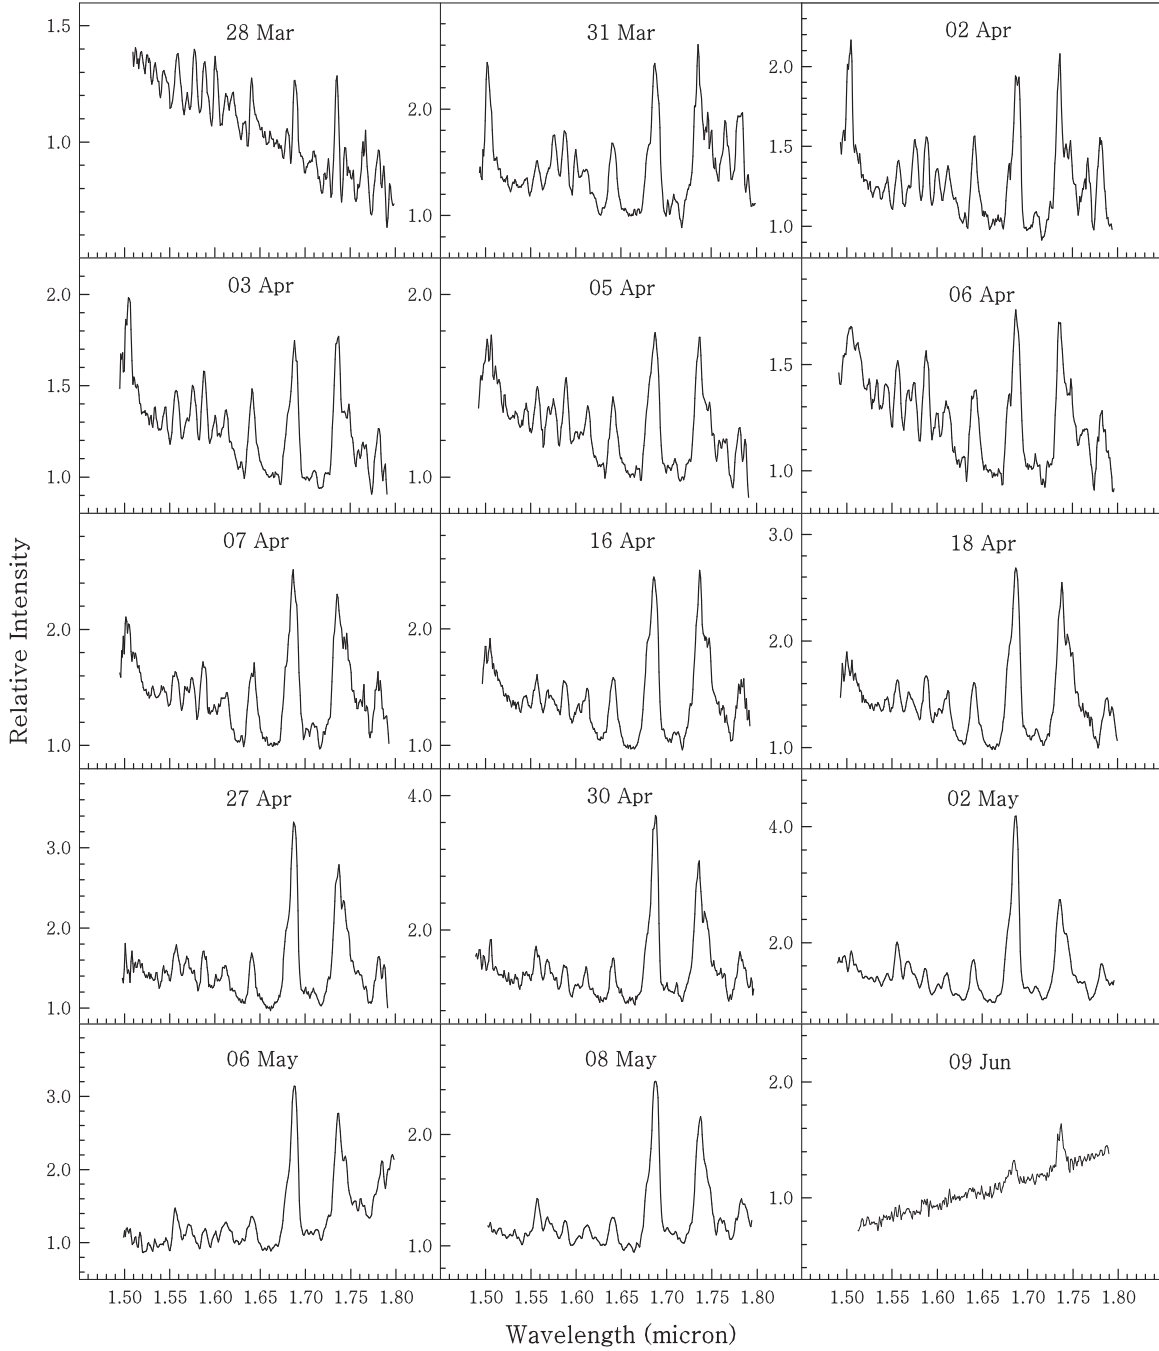 28 Mar 31 Mar 02 Apr
1.5
2.0 2.0
1.0 1.5
1.0 1.0
03 Apr 05 Apr 06 Apr
2.0 2.0
1.5 1.5
1.0 1.0 1.0
07 Apr 16 Apr 18 Apr
3.0
2.0 2.0 2.0
1.0 1.0 1.0
27 Apr 30 Apr 02 May
4.0 4.0
3.0
2.0 2.0 2.0
1.0
06 May 08 May 09 Jun
3.0 2.0
2.0 2.0
1.0 1.0 1.0
1.50 1.55 1.60 1.65 1.70 1.75 1.80 1.50 1.55 1.60 1.65 1.70 1.75 1.80 1.50 1.55 1.60 1.65 1.70 1.75 1.80
Wavelength (micron)
Relative Intensity